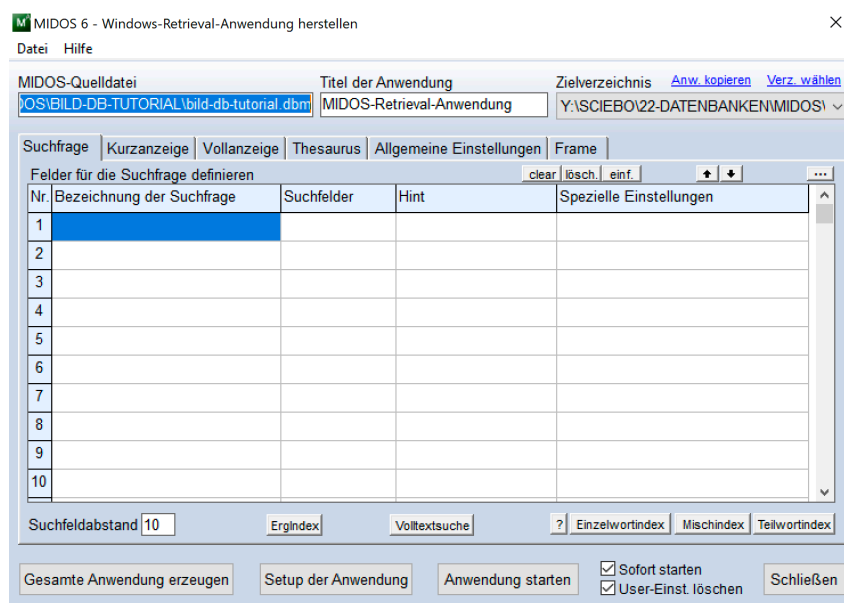 MIDOS 6 - Windows-Retrieval-Anwendung herstellen
Datei Hilfe
MIDOS-Quelldatei Titel der Anwendung Zielverzeichnis Anw. kopieren Verz. wählen
OS\BILD-DB-TUTORIAL\bild-db-tutorial.dbm MIDOS-Retrieval-Anwendung Y:\SCIEBO\22-DATENBANKEN\MIDOS\
Suchfrage Kurzanzeige Vollanzeige Thesaurus Allgemeine Einstellungen Frame
Felder für die Suchfrage definieren clear lösch. einf. ...
Nr. Bezeichnung der Suchfrage Suchfelder Hint Spezielle Einstellungen
1
2
3
4
5
6
7
8
9
10
Suchfeldabstand 10 ErgIndex Volltextsuche ? Einzelwortindex Mischindex Teilwortindex
Gesamte Anwendung erzeugen Setup der Anwendung Anwendung starten Sofort starten Schließen
User-Einst. löschen